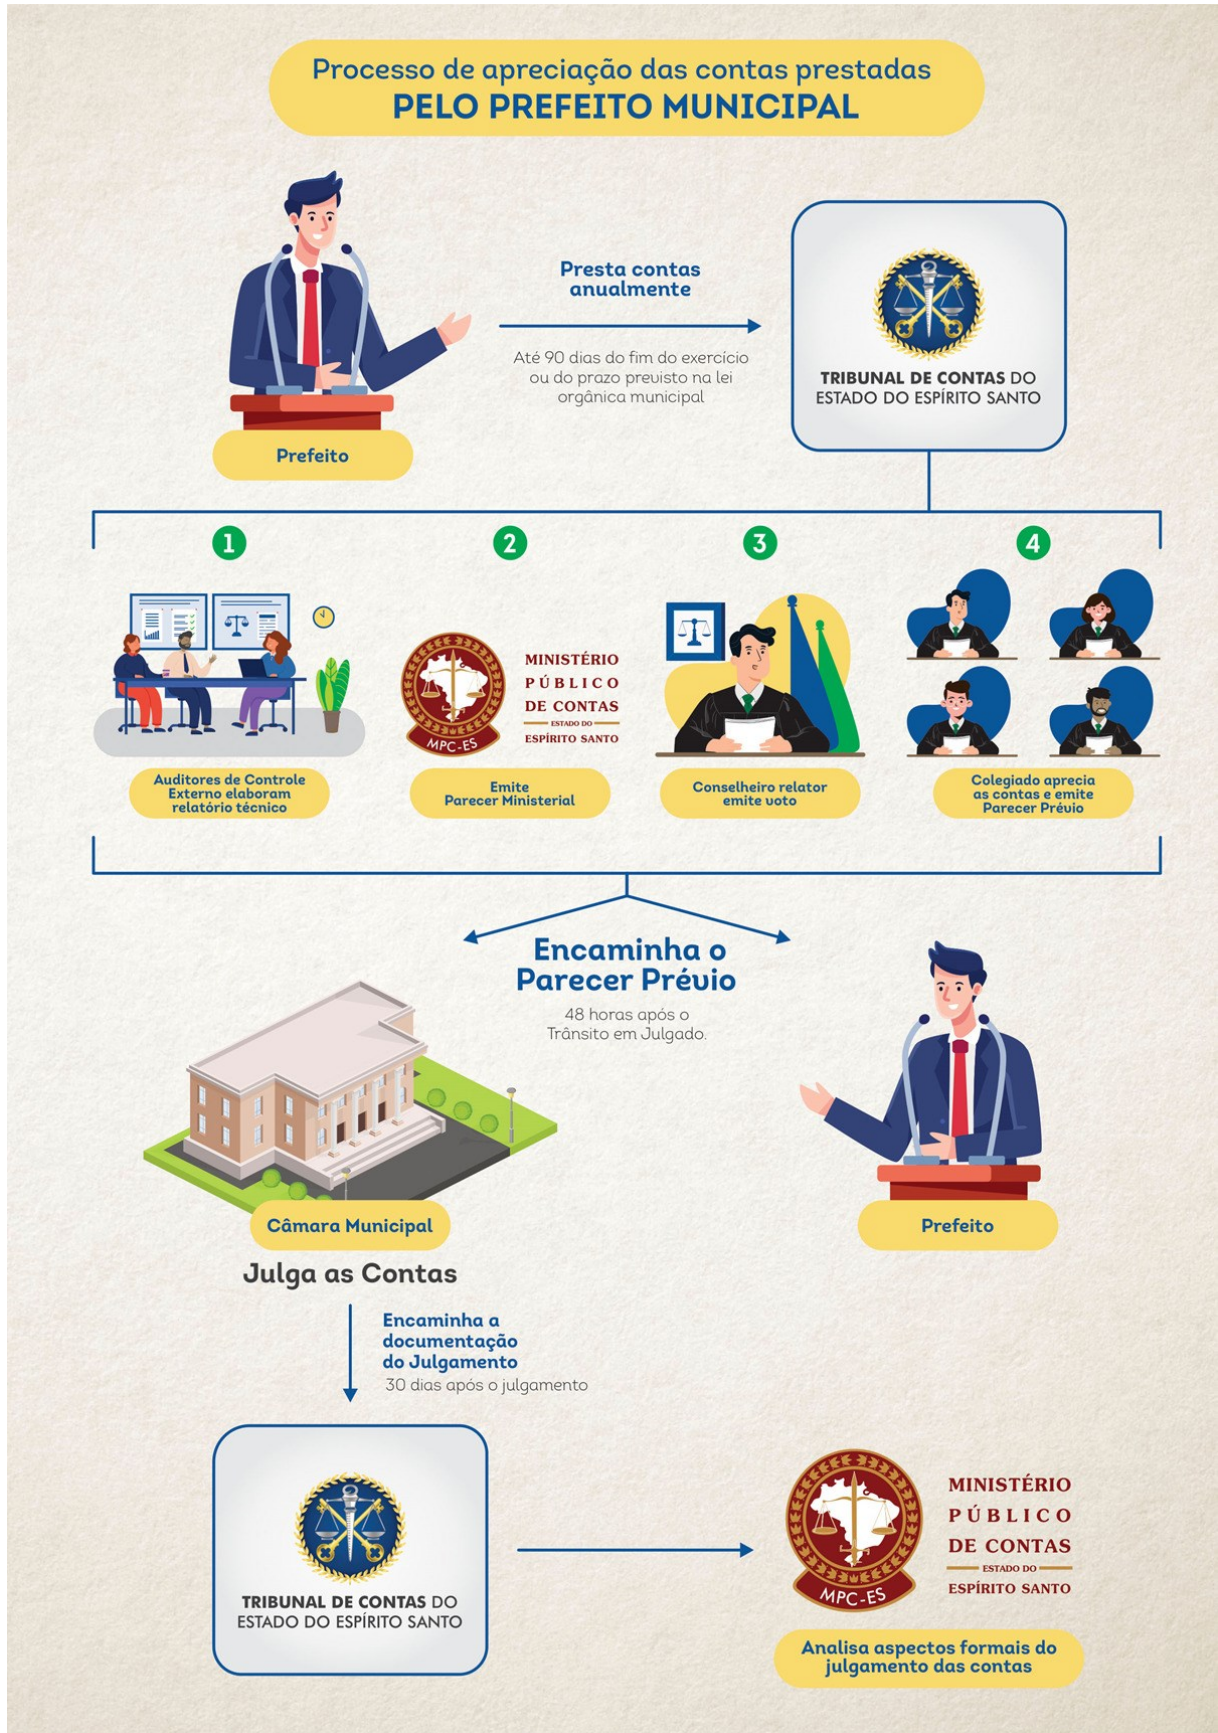 Processo de apreciação das contas prestadas
PELO PREFEITO MUNICIPAL
Presta contas
anualmente
Até 90 dias do fim do exercício
ou do prazo previsto na lei
orgânica municipal
TRIBUNAL DE CONTAS DO
ESTADO DO ESPÍRITO SANTO
Prefeito
1
2
3
4
MINISTÉRIO
PÚBLICO
DE CONTAS
ESTADO DO
ESPÍRITO SANTO
MPC-ES
Auditores de Controle
Externo elaboram
relatório técnico
Emite
Parecer Ministerial
Conselheiro relator
emite voto
Colegiado aprecia
as contas e emite
Parecer Prévio
Encaminha o
Parecer Prévio
48 horas após o
Trânsito em Julgado.
Câmara Municipal
Prefeito
Julga as Contas
Encaminha a
documentação
do Julgamento
30 dias após o julgamento
TRIBUNAL DE CONTAS DO
ESTADO DO ESPÍRITO SANTO
MINISTÉRIO
PÚBLICO
DE CONTAS
ESTADO DO
ESPÍRITO SANTO
MPC-ES
Analisa aspectos formais do
julgamento das contas